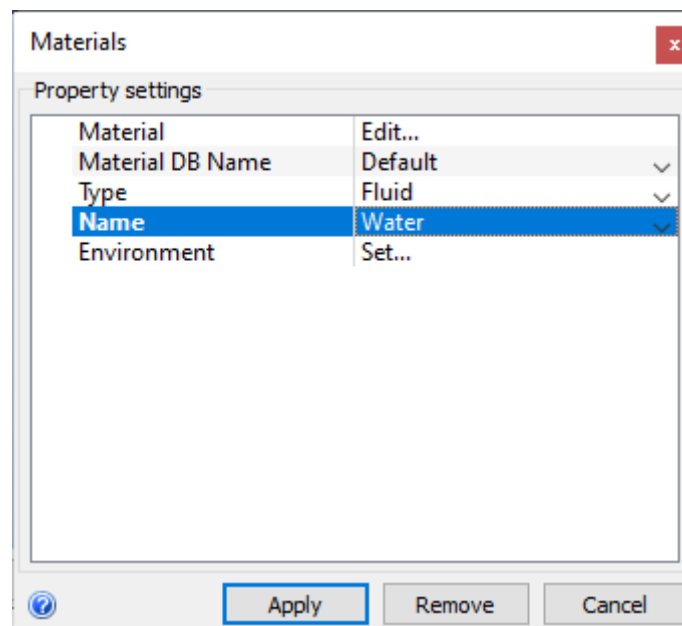 Materials
x
Property settings
Material Edit...
Material DB Name Default
Type Fluid
Name Water
Environment Set...
?
Apply Remove Cancel